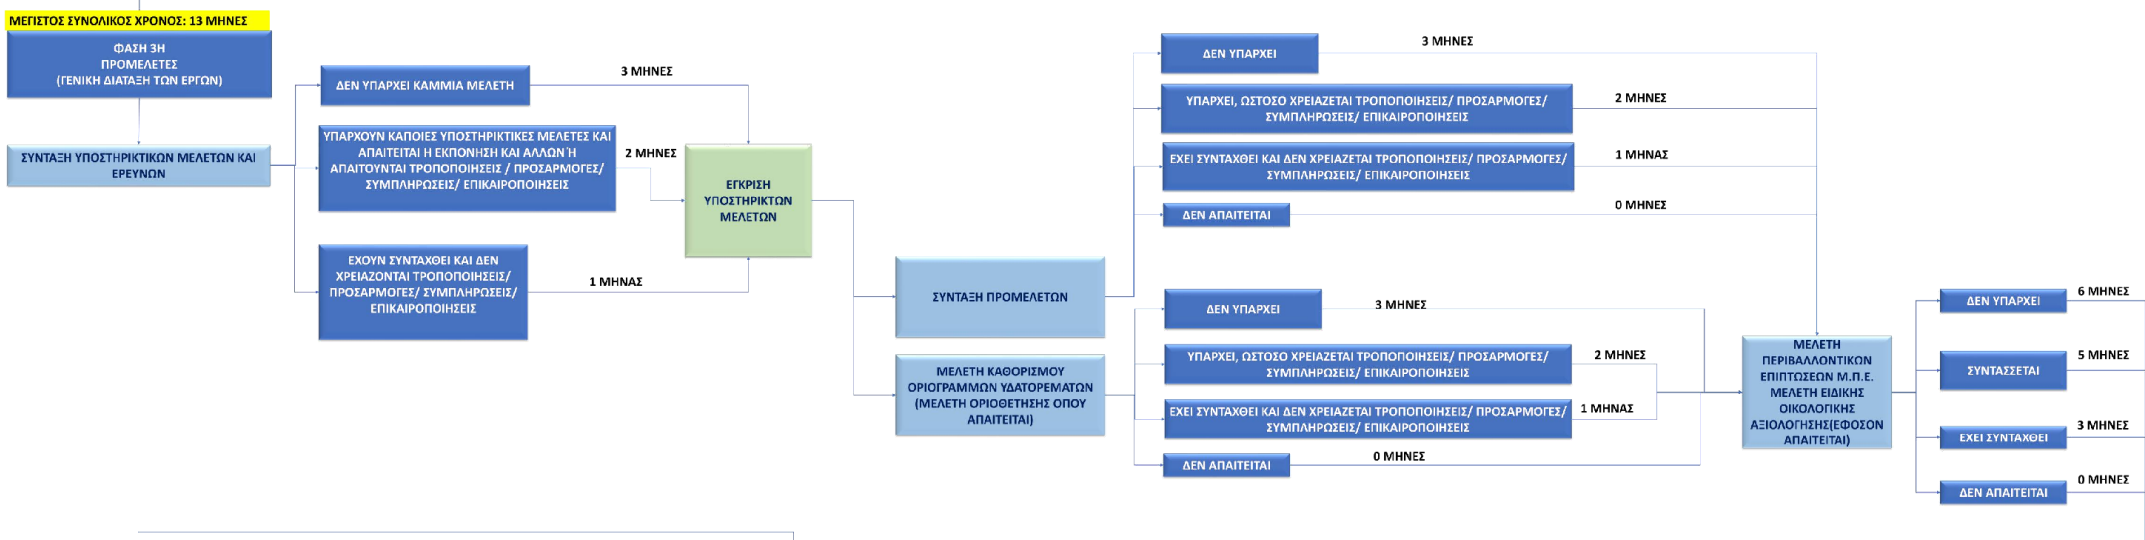 ΜΕΓΙΣΤΟΣ ΣΥΝΟΛΙΚΟΣ ΧΡΟΝΟΣ: 13 ΜΗΝΕΣ
ΦΑΣΗ 3Η
ΠΡΟΜΕΛΕΤΕΣ
(ΓΕΝΙΚΗ ΔΙΑΤΑΞΗ ΤΩΝ ΕΡΓΩΝ)
ΣΥΝΤΑΞΗ ΥΠΟΣΤΗΡΙΚΤΙΚΩΝ ΜΕΛΕΤΩΝ ΚΑΙ
ΕΡΕΥΝΩΝ
ΔΕΝ ΥΠΑΡΧΕΙ ΚΑΜΜΙΑ ΜΕΛΕΤΗ
3 ΜΗΝΕΣ
ΥΠΑΡΧΟΥΝ ΚΑΠΟΙΕΣ ΥΠΟΣΤΗΡΙΚΤΙΚΕΣ ΜΕΛΕΤΕΣ ΚΑΙ
ΑΠΑΙΤΕΙΤΑΙ Η ΕΚΠΟΝΗΣΗ ΚΑΙ ΑΛΛΩΝ Ή
ΑΠΑΙΤΟΥΝΤΑΙ ΤΡΟΠΟΠΟΙΗΣΕΙΣ / ΠΡΟΣΑΡΜΟΓΕΣ/
ΣΥΜΠΛΗΡΩΣΕΙΣ/ ΕΠΙΚΑΙΡΟΠΟΙΗΣΕΙΣ
2 ΜΗΝΕΣ
ΕΧΟΥΝ ΣΥΝΤΑΧΘΕΙ ΚΑΙ ΔΕΝ
ΧΡΕΙΑΖΟΝΤΑΙ ΤΡΟΠΟΠΟΙΗΣΕΙΣ/
ΠΡΟΣΑΡΜΟΓΕΣ/ ΣΥΜΠΛΗΡΩΣΕΙΣ/
ΕΠΙΚΑΙΡΟΠΟΙΗΣΕΙΣ
1 ΜΗΝΑΣ
ΕΓΚΡΙΣΗ
ΥΠΟΣΤΗΡΙΚΤΩΝ
ΜΕΛΕΤΩΝ
ΣΥΝΤΑΞΗ ΠΡΟΜΕΛΕΤΩΝ
ΔΕΝ ΥΠΑΡΧΕΙ
3 ΜΗΝΕΣ
ΥΠΑΡΧΕΙ, ΩΣΤΟΣΟ ΧΡΕΙΑΖΕΤΑΙ ΤΡΟΠΟΠΟΙΗΣΕΙΣ/ ΠΡΟΣΑΡΜΟΓΕΣ/
ΣΥΜΠΛΗΡΩΣΕΙΣ/ ΕΠΙΚΑΙΡΟΠΟΙΗΣΕΙΣ
2 ΜΗΝΕΣ
ΕΧΕΙ ΣΥΝΤΑΧΘΕΙ ΚΑΙ ΔΕΝ ΧΡΕΙΑΖΕΤΑΙ ΤΡΟΠΟΠΟΙΗΣΕΙΣ/ ΠΡΟΣΑΡΜΟΓΕΣ/
ΣΥΜΠΛΗΡΩΣΕΙΣ/ ΕΠΙΚΑΙΡΟΠΟΙΗΣΕΙΣ
1 ΜΗΝΑΣ
ΔΕΝ ΑΠΑΙΤΕΙΤΑΙ
0 ΜΗΝΕΣ
ΜΕΛΕΤΗ ΚΑΘΟΡΙΣΜΟΥ
ΟΡΙΟΓΡΑΜΜΩΝ ΥΔΑΤΟΡΕΜΑΤΩΝ
(ΜΕΛΕΤΗ ΟΡΙΟΘΕΤΗΣΗΣ ΟΠΟΥ
ΑΠΑΙΤΕΙΤΑΙ)
ΔΕΝ ΥΠΑΡΧΕΙ
3 ΜΗΝΕΣ
ΥΠΑΡΧΕΙ, ΩΣΤΟΣΟ ΧΡΕΙΑΖΕΤΑΙ ΤΡΟΠΟΠΟΙΗΣΕΙΣ/ ΠΡΟΣΑΡΜΟΓΕΣ/
ΣΥΜΠΛΗΡΩΣΕΙΣ/ ΕΠΙΚΑΙΡΟΠΟΙΗΣΕΙΣ
2 ΜΗΝΕΣ
ΕΧΕΙ ΣΥΝΤΑΧΘΕΙ ΚΑΙ ΔΕΝ ΧΡΕΙΑΖΕΤΑΙ ΤΡΟΠΟΠΟΙΗΣΕΙΣ/ ΠΡΟΣΑΡΜΟΓΕΣ/
ΣΥΜΠΛΗΡΩΣΕΙΣ/ ΕΠΙΚΑΙΡΟΠΟΙΗΣΕΙΣ
1 ΜΗΝΑΣ
ΔΕΝ ΑΠΑΙΤΕΙΤΑΙ
0 ΜΗΝΕΣ
ΜΕΛΕΤΗ
ΠΕΡΙΒΑΛΛΟΝΤΙΚΩΝ
ΕΠΙΠΤΩΣΕΩΝ Μ.Π.Ε.
ΜΕΛΕΤΗ ΕΙΔΙΚΗΣ
ΟΙΚΟΛΟΓΙΚΗΣ
ΑΞΙΟΛΟΓΗΣΗΣ(ΕΦΟΣΟΝ
ΑΠΑΙΤΕΙΤΑΙ)
ΔΕΝ ΥΠΑΡΧΕΙ
6 ΜΗΝΕΣ
ΣΥΝΤΑΣΣΕΤΑΙ
5 ΜΗΝΕΣ
ΕΧΕΙ ΣΥΝΤΑΧΘΕΙ
3 ΜΗΝΕΣ
ΔΕΝ ΑΠΑΙΤΕΙΤΑΙ
0 ΜΗΝΕΣ